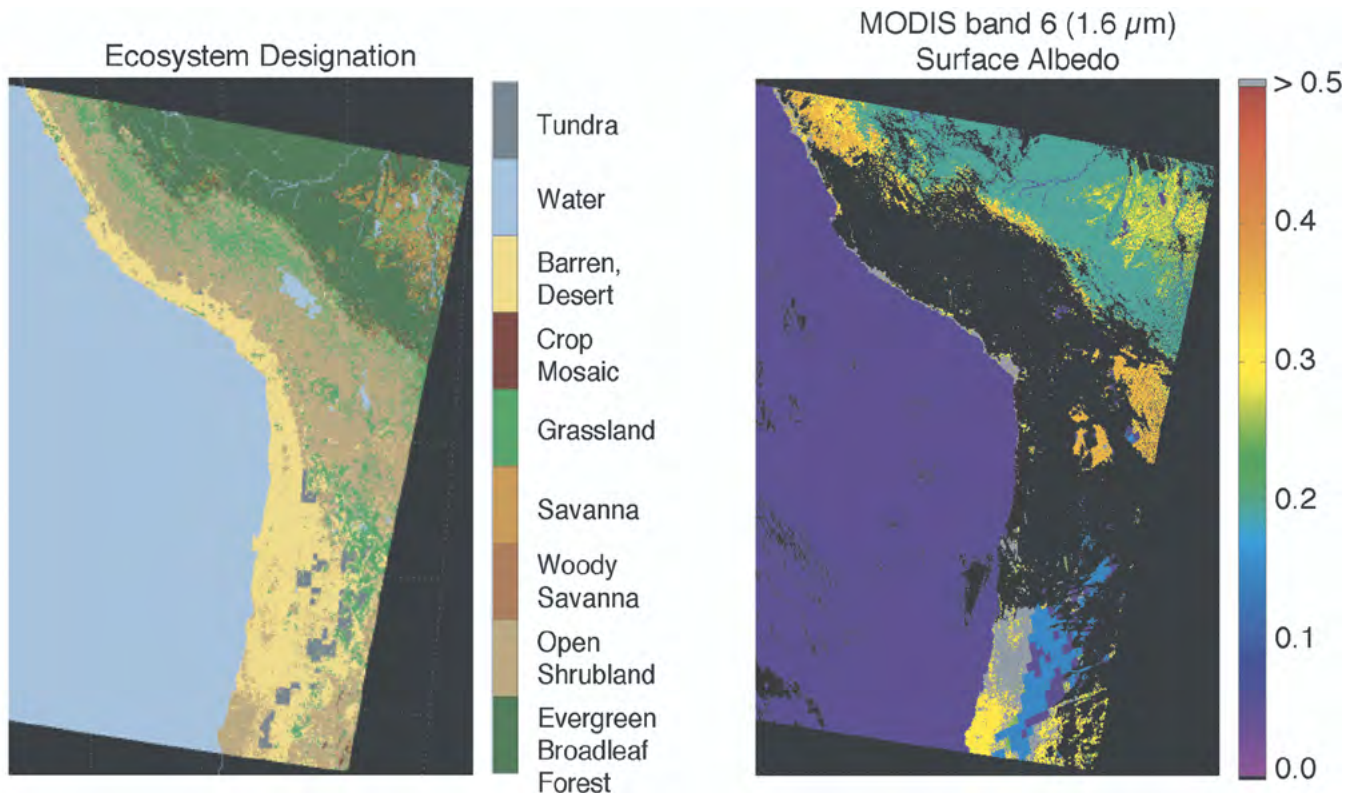 Ecosystem Designation
Tundra
Water
Barren,
Desert
Crop
Mosaic
Grassland
Savanna
Woody
Savanna
Open
Shrubland
Evergreen
Broadleaf
Forest
MODIS band 6 (1.6 µm)
Surface Albedo
> 0.5
0.4
0.3
0.2
0.1
0.0